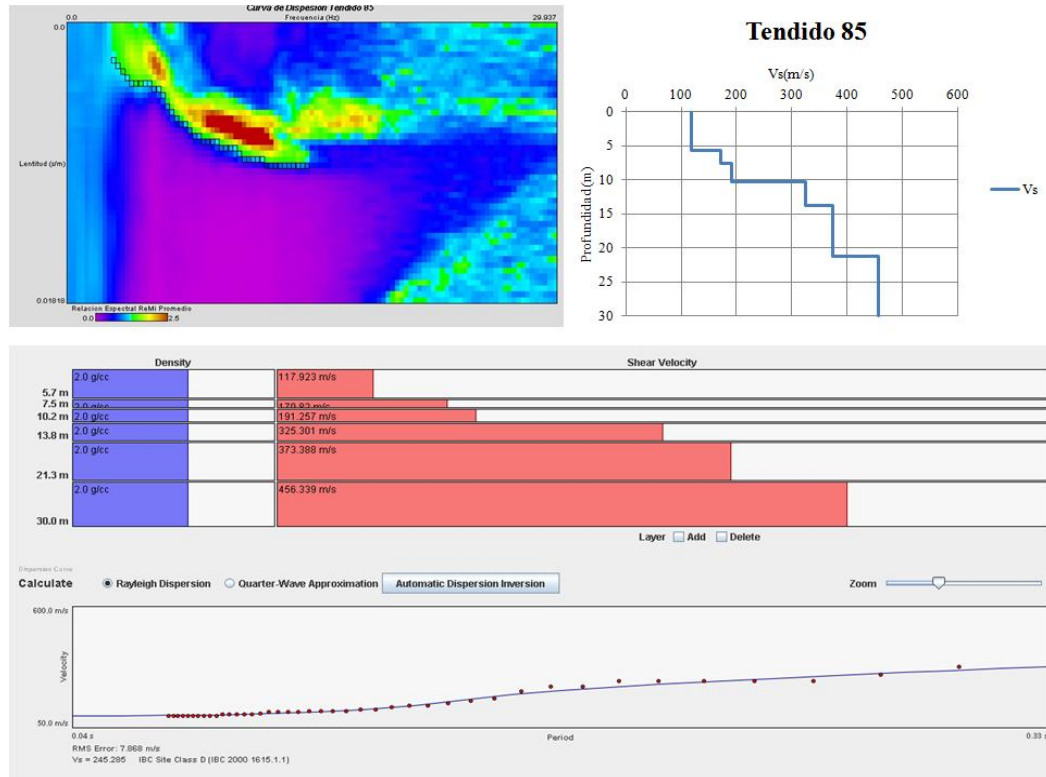 Curva de Dispesión Tendido 85
0.0 Frecuencia (Hz) 29.937
0.0
Lentitud (s/m)
0.01818
Relacion Espectral ReMi Promedio
0.0 2.5
Tendido 85
Vs(m/s)
0 100 200 300 400 500 600
0
5
10
15
20
25
30
Profundidad(m)
Vs
Density Shear Velocity
2.0 g/cc 117.923 m/s
5.7 m
7.5 m 2.0 g/cc
10.2 m 2.0 g/cc 191.257 m/s
13.8 m 2.0 g/cc 325.301 m/s
2.0 g/cc 373.388 m/s
21.3 m
2.0 g/cc 456.339 m/s
30.0 m
Layer Add Delete
Dispersion Curve
Calculate Rayleigh Dispersion Quarter-Wave Approximation Automatic Dispersion Inversion Zoom
600.0 m/s
Velocity
50.0 m/s
0.04 s Period 0.33 s
RMS Error: 7.868 m/s
Vs = 245.285 IBC Site Class D (IBC 2000 1615.1.1)